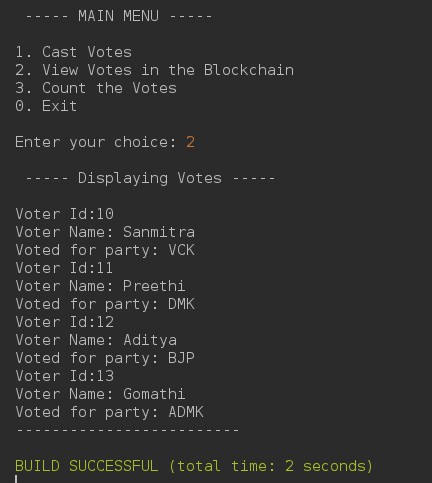 ----- MAIN MENU -----
1. Cast Votes
2. View Votes in the Blockchain
3. Count the Votes
0. Exit
Enter your choice: 2
----- Displaying Votes -----
Voter Id:10
Voter Name: Sanmitra
Voted for party: VCK
Voter Id:11
Voter Name: Preethi
Voted for party: DMK
Voter Id:12
Voter Name: Aditya
Voted for party: BJP
Voter Id:13
Voter Name: Gomathi
Voted for party: ADMK
-------------------------
BUILD SUCCESSFUL (total time: 2 seconds)